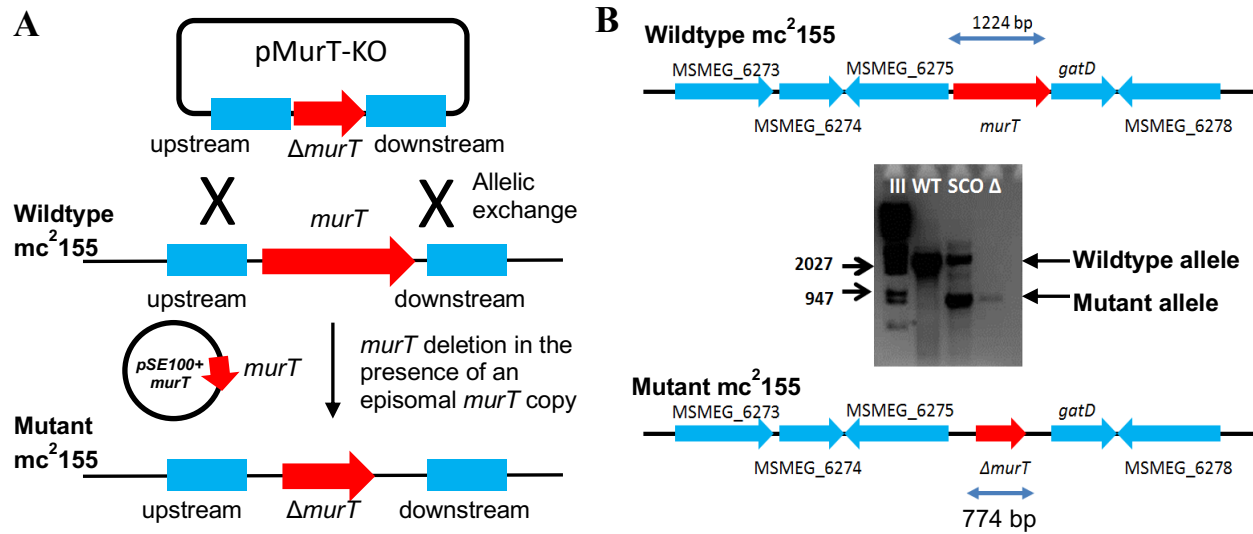 A
pMurT-KO
upstream
ΔmurT
downstream
Allelic
exchange
Wildtype
mc²155
murT
upstream
downstream
pSE100+
murT
murT
murT deletion in the
presence of an
episomal murT copy
Mutant
mc²155
upstream
ΔmurT
downstream
B
1224 bp
Wildtype mc²155
MSMEG_6273
MSMEG_6275
gatD
MSMEG_6274
murT
MSMEG_6278
III WT SCO Δ
2027
Wildtype allele
947
Mutant allele
Mutant mc²155
MSMEG_6273
MSMEG_6275
gatD
MSMEG_6274
ΔmurT
MSMEG_6278
774 bp